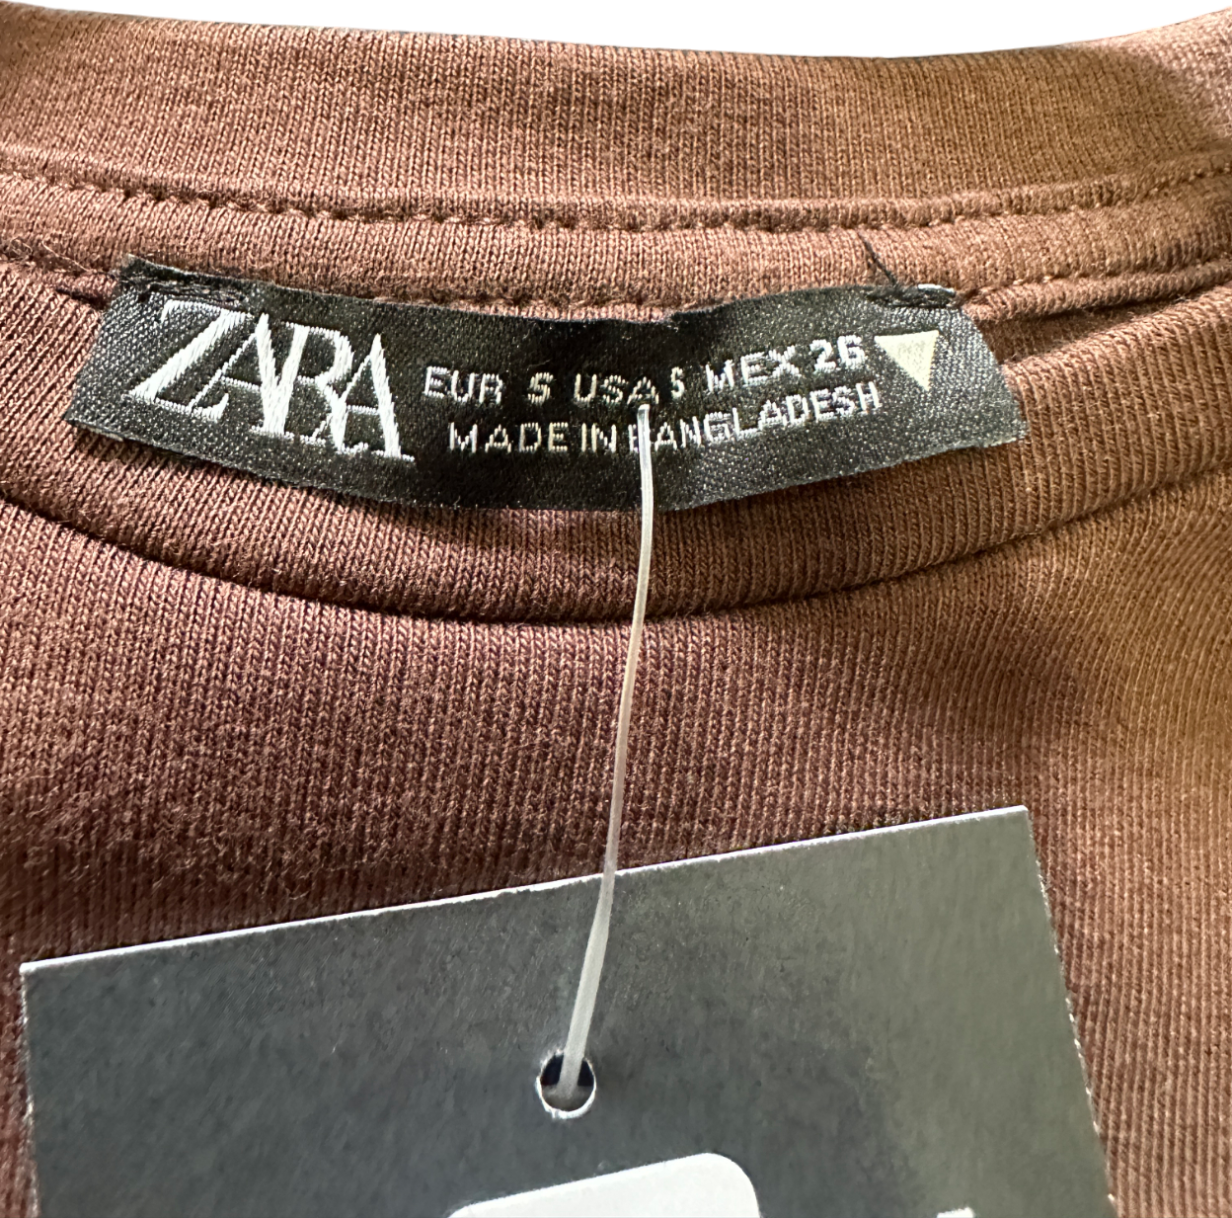 ZARA
EUR S USA S MEX 26
MADE IN BANGLADESH